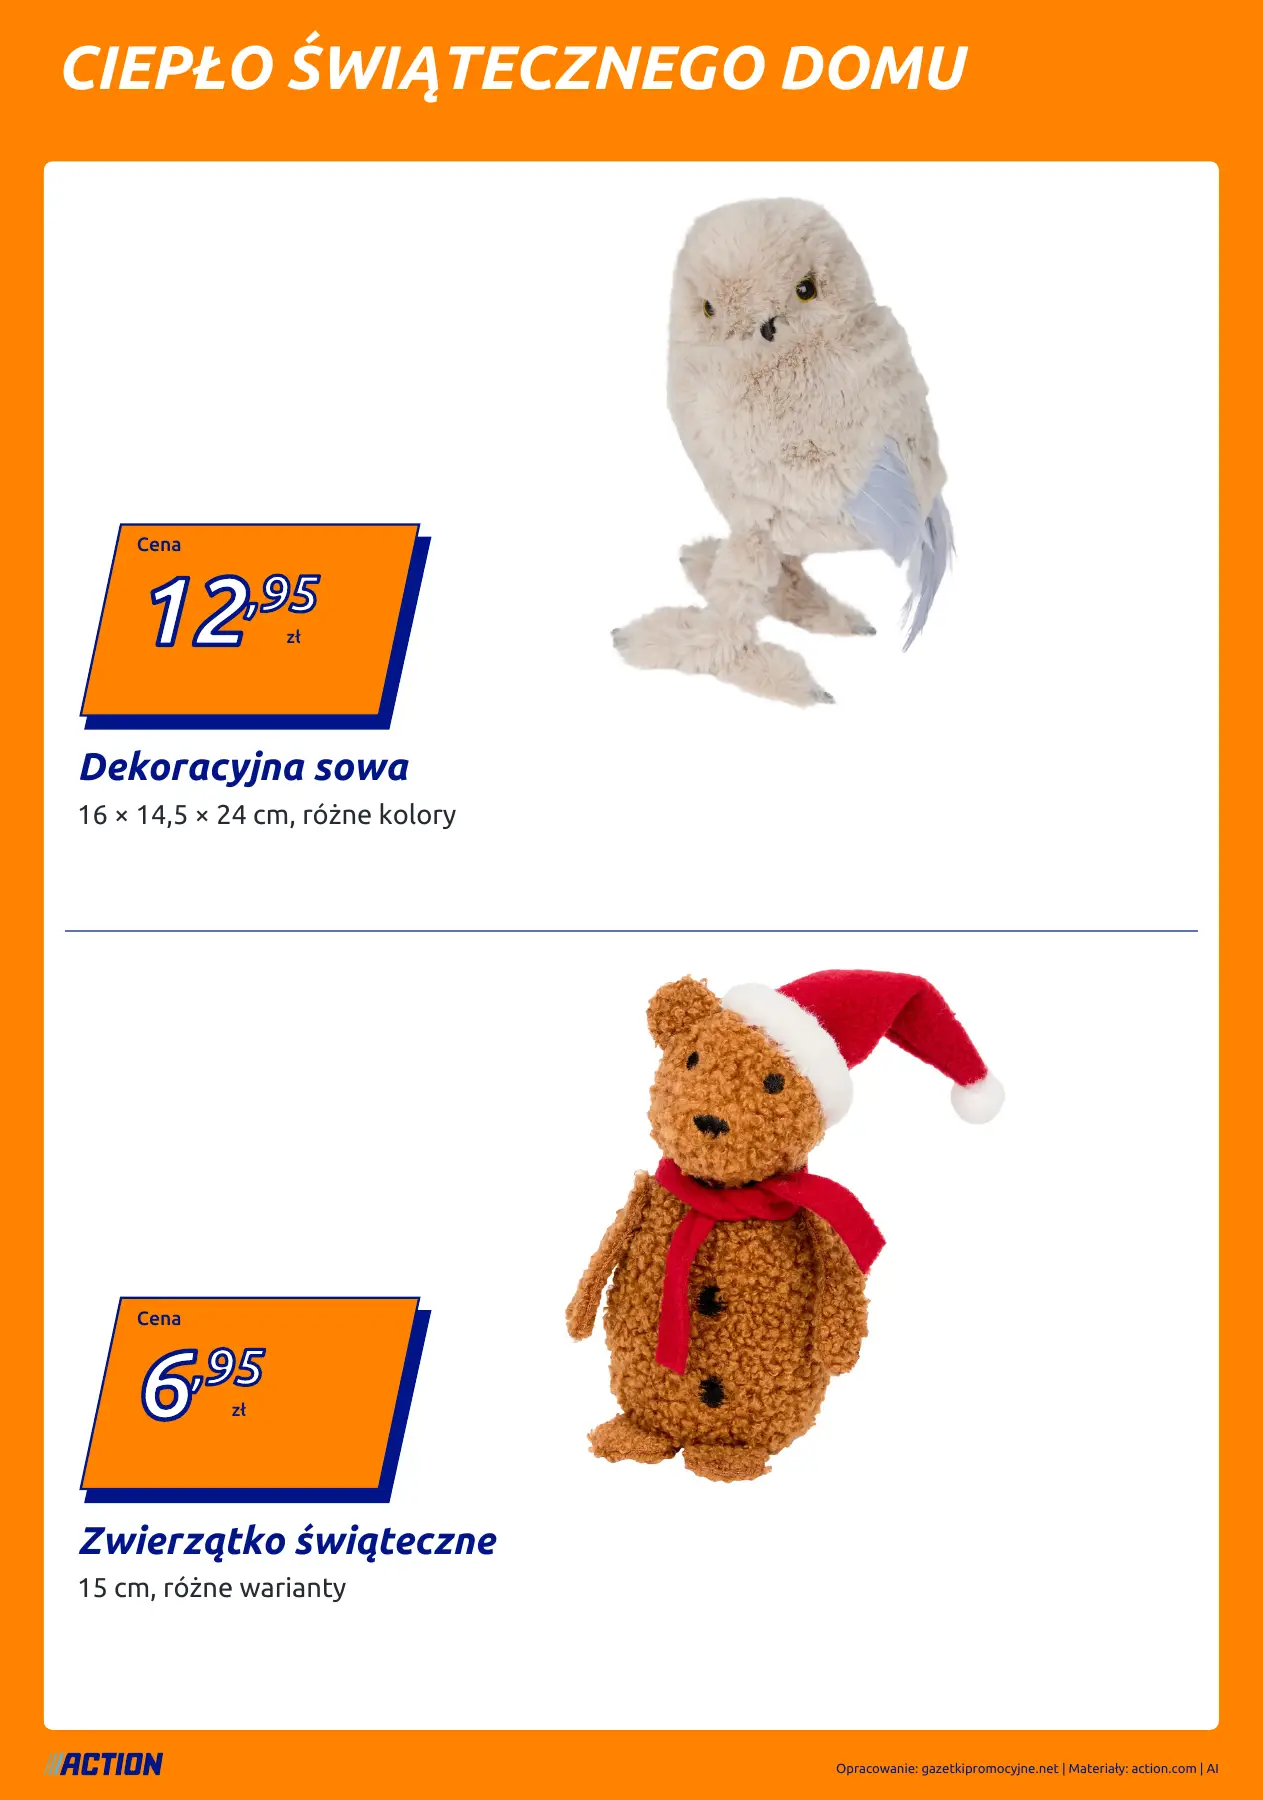 CIEPŁO ŚWIĄTECZNEGO DOMU
Cena
12,95
zł
Dekoracyjna sowa
16 × 14,5 × 24 cm, różne kolory
Cena
6,95
zł
Zwierzątko świąteczne
15 cm, różne warianty
ACTION
Opracowanie: gazetkipromocyjne.net | Materiały: action.com | AI